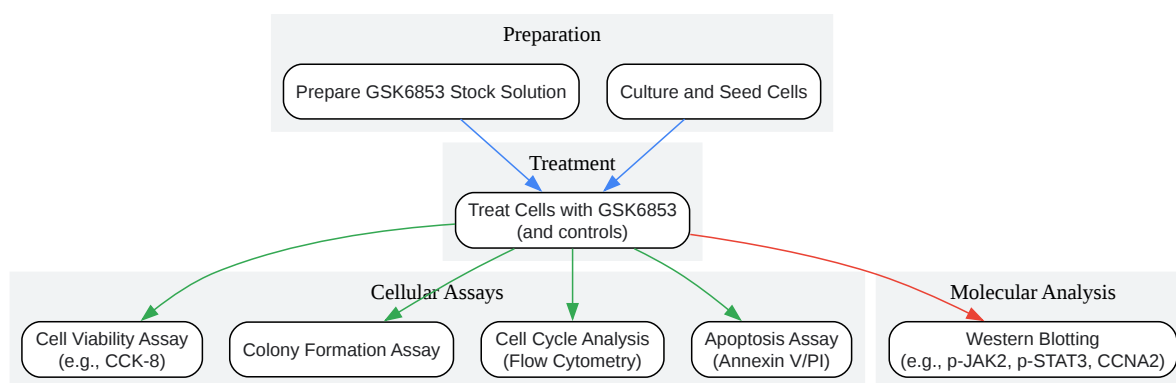 Preparation
Prepare GSK6853 Stock Solution
Culture and Seed Cells
Treatment
Treat Cells with GSK6853
(and controls)
Cellular Assays
Molecular Analysis
Cell Viability Assay
(e.g., CCK-8)
Colony Formation Assay
Cell Cycle Analysis
(Flow Cytometry)
Apoptosis Assay
(Annexin V/PI)
Western Blotting
(e.g., p-JAK2, p-STAT3, CCNA2)